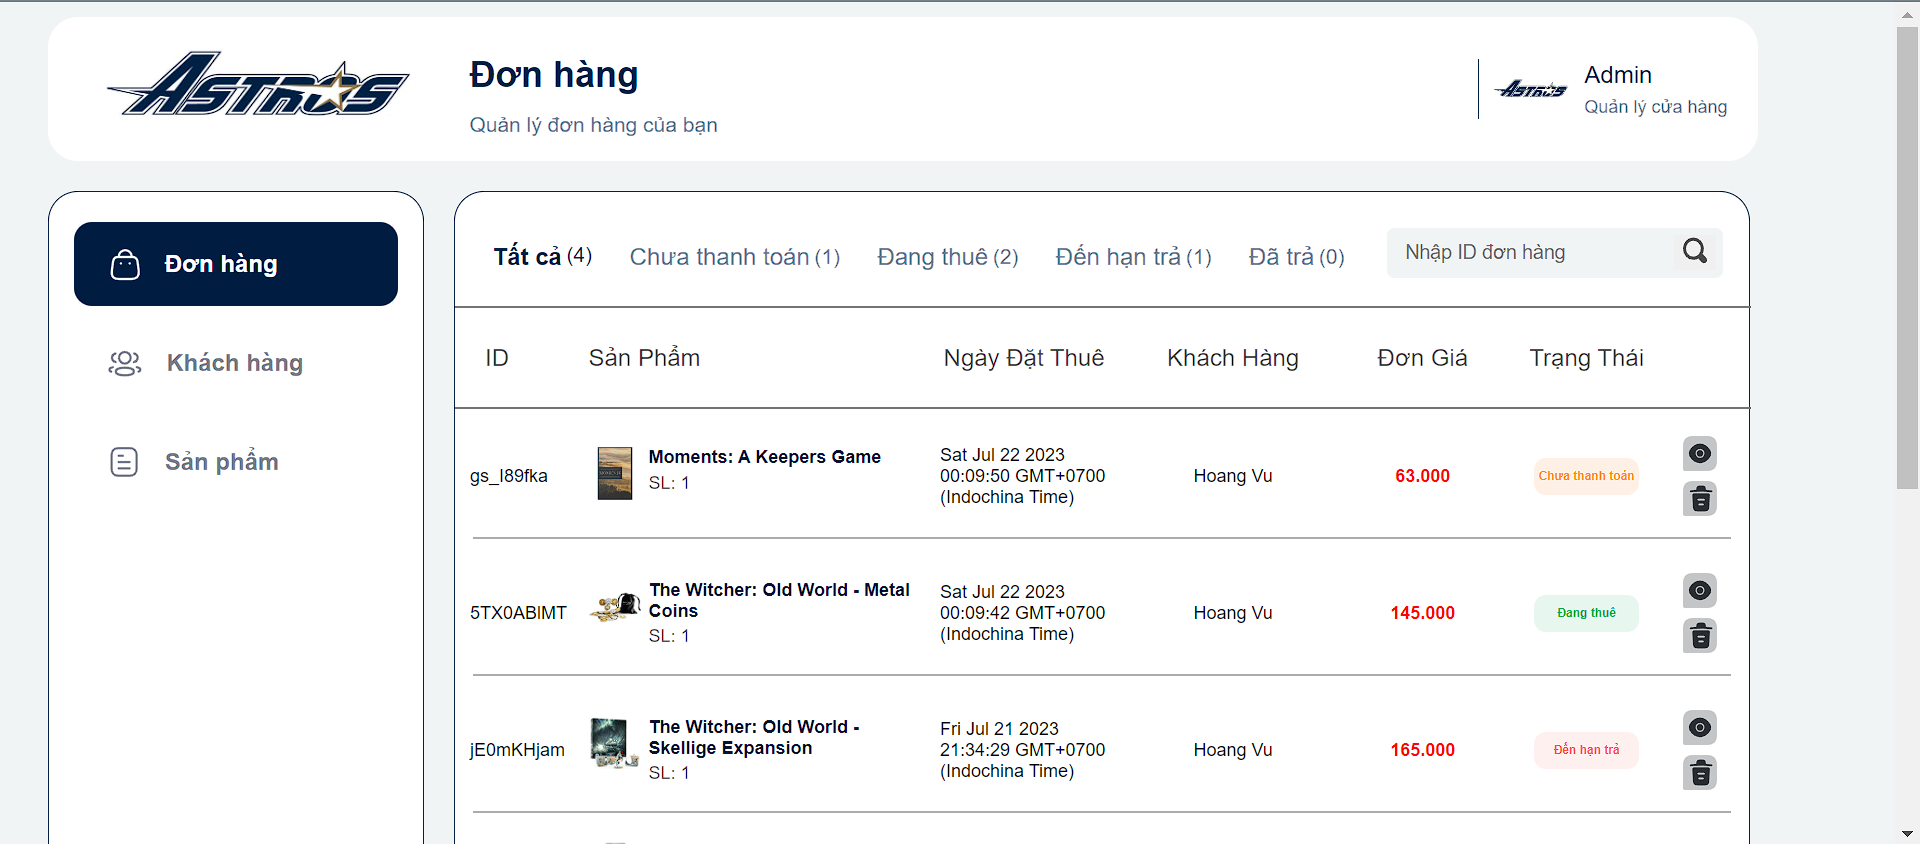 ASTROS
Đơn hàng
Quản lý đơn hàng của bạn
ASTROS
Admin
Quản lý cửa hàng
Đơn hàng
Khách hàng
Sản phẩm
Tất cả (4) Chưa thanh toán (1) Đang thuê (2) Đến hạn trả (1) Đã trả (0) Nhập ID đơn hàng
ID Sản Phẩm Ngày Đặt Thuê Khách Hàng Đơn Giá Trạng Thái
gs_I89fka
Moments: A Keepers Game
SL: 1
Sat Jul 22 2023
00:09:50 GMT+0700
(Indochina Time)
Hoang Vu
63.000
Chưa thanh toán
5TX0ABIMT
The Witcher: Old World - Metal
Coins
SL: 1
Sat Jul 22 2023
00:09:42 GMT+0700
(Indochina Time)
Hoang Vu
145.000
Đang thuê
jE0mKHjam
The Witcher: Old World -
Skellige Expansion
SL: 1
Fri Jul 21 2023
21:34:29 GMT+0700
(Indochina Time)
Hoang Vu
165.000
Đến hạn trả